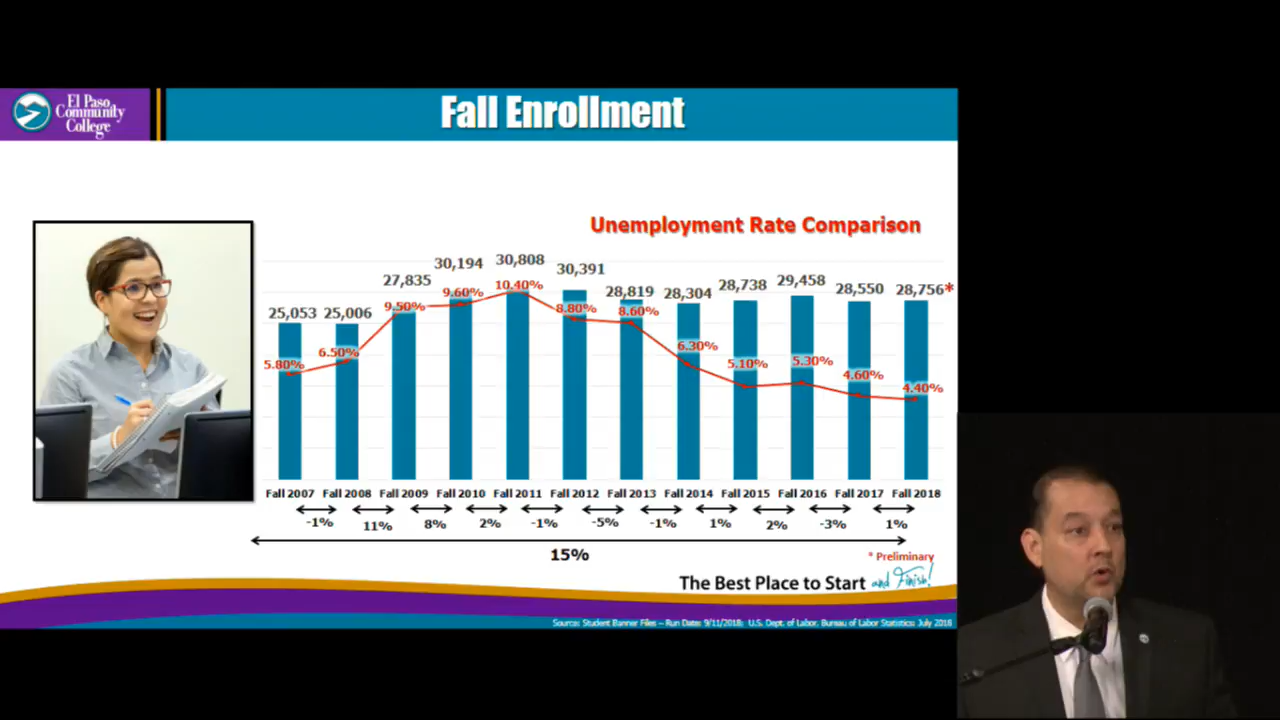 El Paso
Community
College
Fall Enrollment
Unemployment Rate Comparison
25,053 25,006 27,835 30,194 30,808 30,391 28,819 28,304 28,738 29,458 28,550 28,756*
5.80% 6.50% 9.50% 9.60% 10.40% 8.80% 8.60% 6.30% 5.10% 5.30% 4.60% 4.40%
Fall 2007 Fall 2008 Fall 2009 Fall 2010 Fall 2011 Fall 2012 Fall 2013 Fall 2014 Fall 2015 Fall 2016 Fall 2017 Fall 2018
-1% 11% 8% 2% -1% -5% -1% 1% 2% -3% 1%
15%
* Preliminary
The Best Place to Start and Finish!
Source: Student Banner Files – Run Date: 9/11/2018; U.S. Dept. of Labor, Bureau of Labor Statistics: July 2018